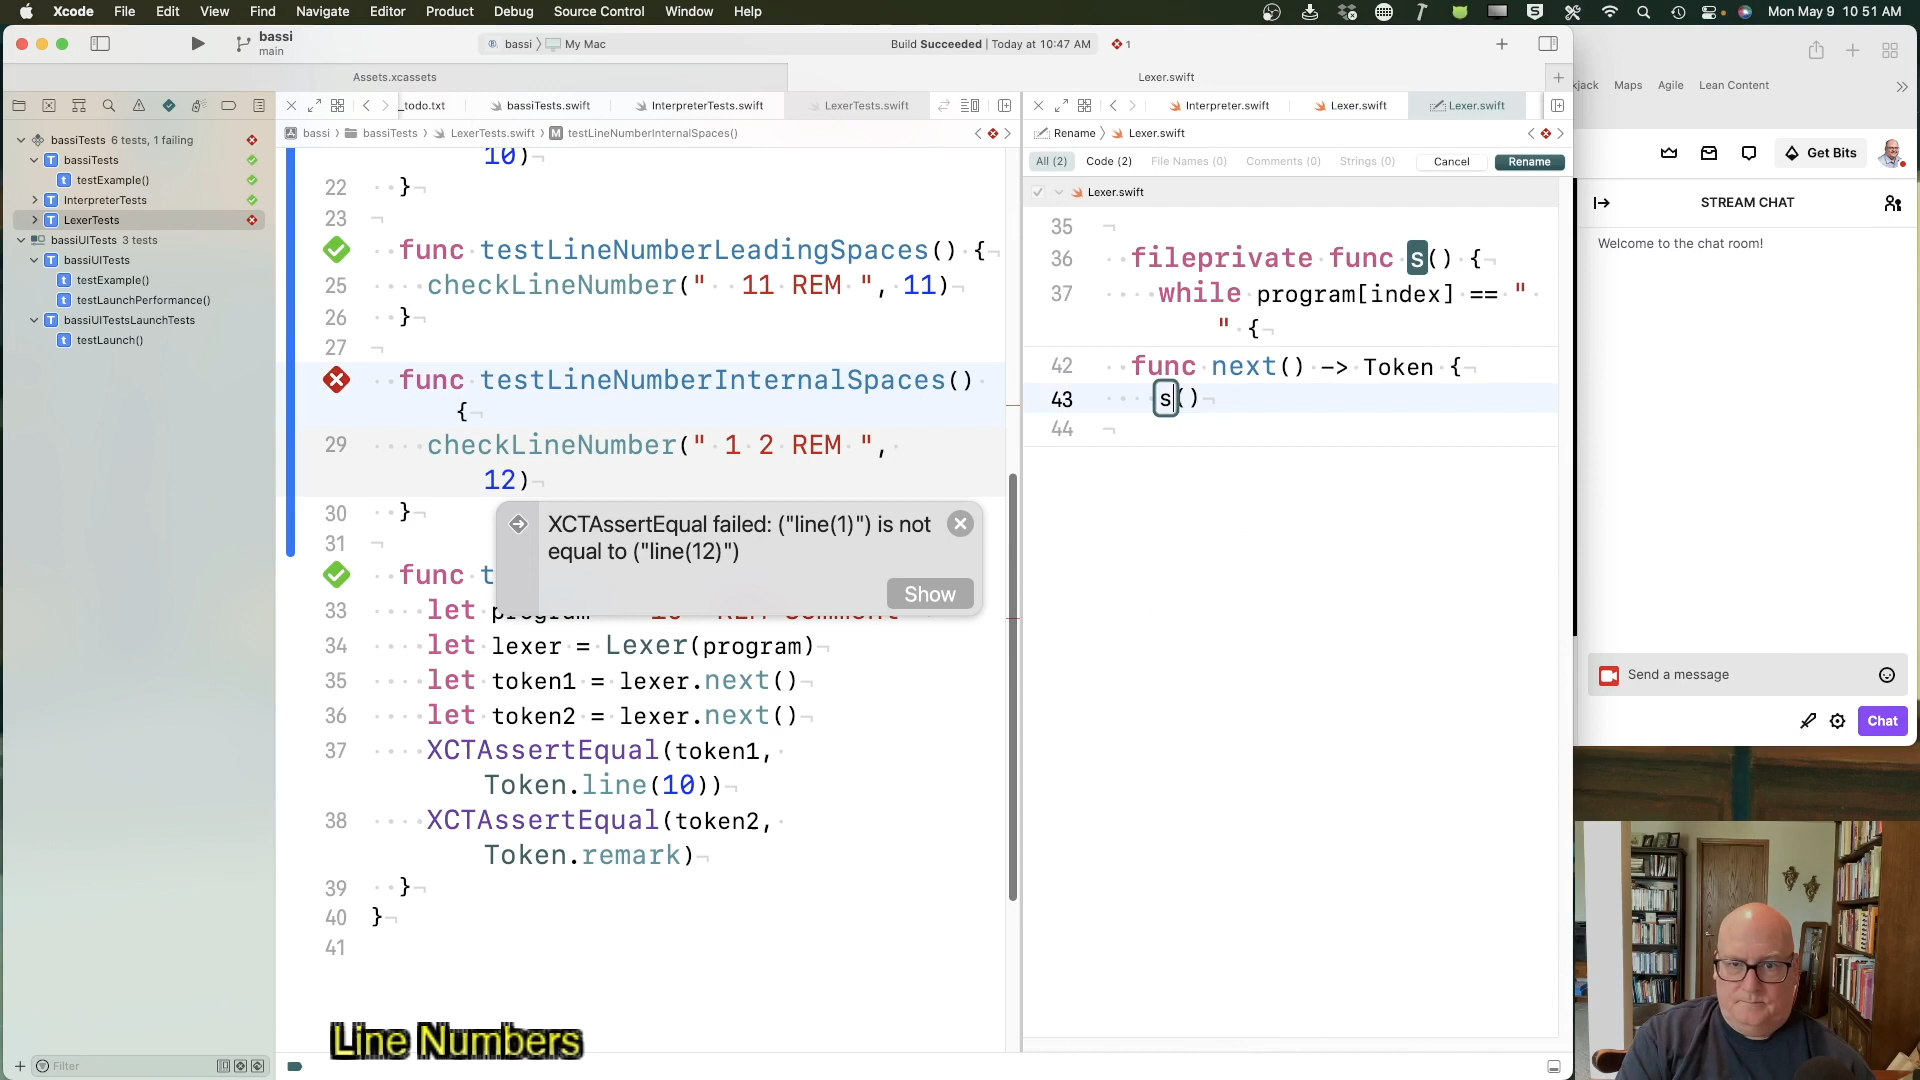 Xcode File Edit View Find Navigate Editor Product Debug Source Control Window Help
Mon May 9 10 51 AM
bassi
main
bassi My Mac
Build Succeeded | Today at 10:47 AM
1
Assets.xcassets
Lexer.swift
_todo.txt
bassiTests.swift
InterpreterTests.swift
LexerTests.swift
Interpreter.swift
Lexer.swift
Lexer.swift
bassi bassiTests LexerTests.swift M testLineNumberInternalSpaces()
Rename Lexer.swift
All (2) Code (2) File Names (0) Comments (0) Strings (0) Cancel Rename
Lexer.swift
bassiTests 6 tests, 1 failing
T bassiTests
t testExample()
T InterpreterTests
T LexerTests
bassiUITests 3 tests
T bassiUITests
t testExample()
t testLaunchPerformance()
T bassiUITestsLaunchTests
t testLaunch()
Filter
10)
22 }
23
func testLineNumberLeadingSpaces() {
25 checkLineNumber("  11 REM ", 11)
26 }
27
func testLineNumberInternalSpaces()
{
29 checkLineNumber(" 1 2 REM ",
12)
30 }
31
XCTAssertEqual failed: ("line(1)") is not
equal to ("line(12)")
Show
func t
33 let
34 let lexer = Lexer(program)
35 let token1 = lexer.next()
36 let token2 = lexer.next()
37 XCTAssertEqual(token1,
Token.line(10))
38 XCTAssertEqual(token2,
Token.remark)
39 }
40 }
41
Line Numbers
35
36 fileprivate func s() {
37 while program[index] == "
" {
42 func next() -> Token {
43 s()
44
kjack Maps Agile Lean Content
Get Bits
STREAM CHAT
Welcome to the chat room!
Send a message
Chat